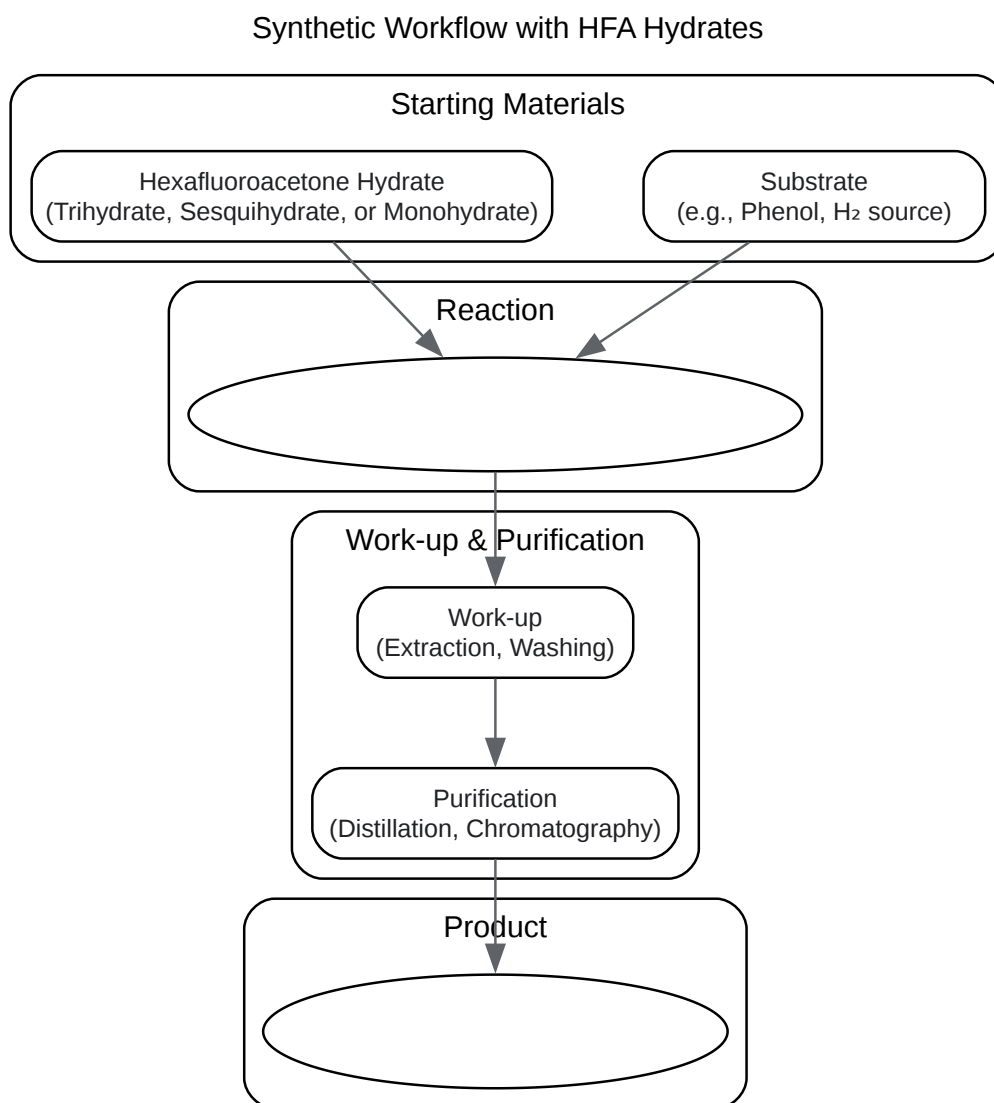 Synthetic Workflow with HFA Hydrates
Starting Materials
Hexafluoroacetone Hydrate
(Trihydrate, Sesquihydrate, or Monohydrate)
Substrate
(e.g., Phenol, H₂ source)
Reaction
Work-up & Purification
Work-up
(Extraction, Washing)
Purification
(Distillation, Chromatography)
Product